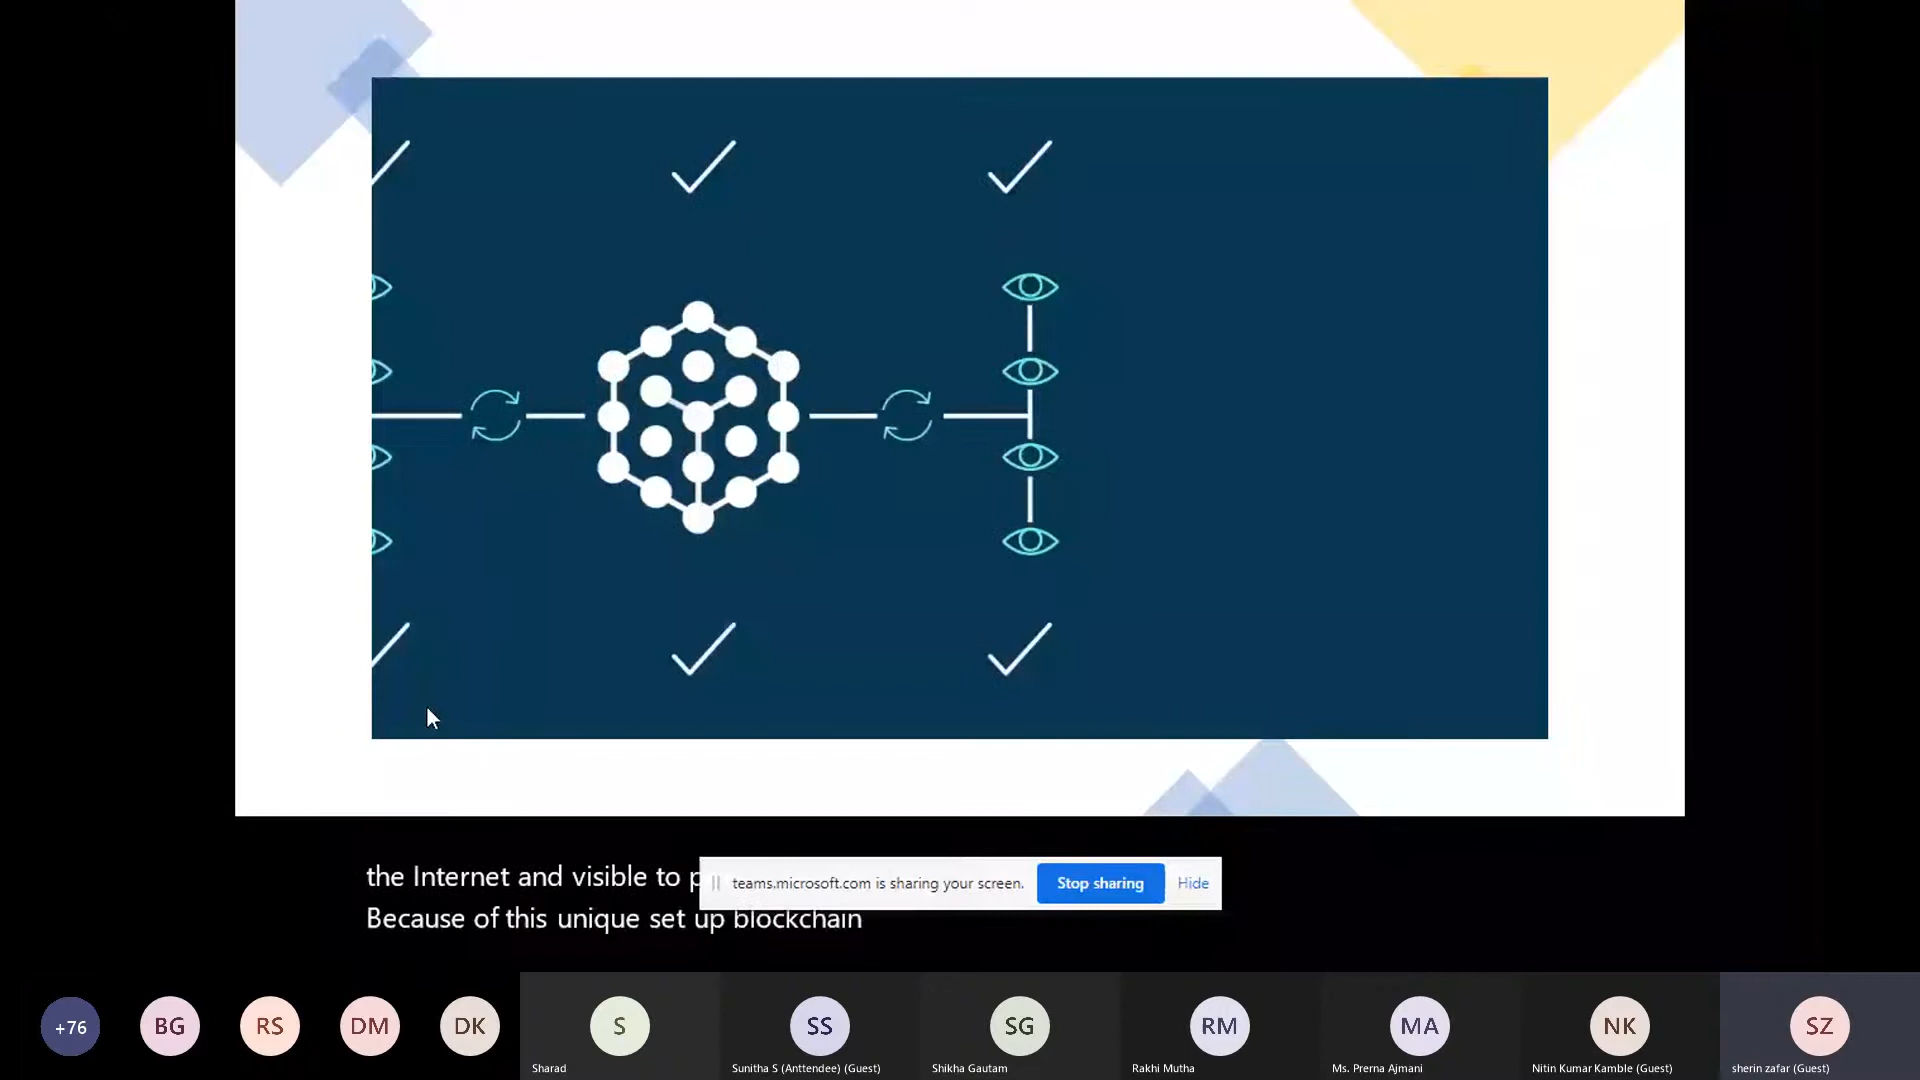 the Internet and visible to
Because of this unique set up blockchain
teams.microsoft.com is sharing your screen.
Stop sharing
Hide
+76
BG
RS
DM
DK
S
SS
SG
RM
MA
NK
SZ
Sharad
Sunitha S (Anttendee) (Guest)
Shikha Gautam
Rakhi Mutha
Ms. Prerna Ajmani
Nitin Kumar Kamble (Guest)
sherin zafar (Guest)